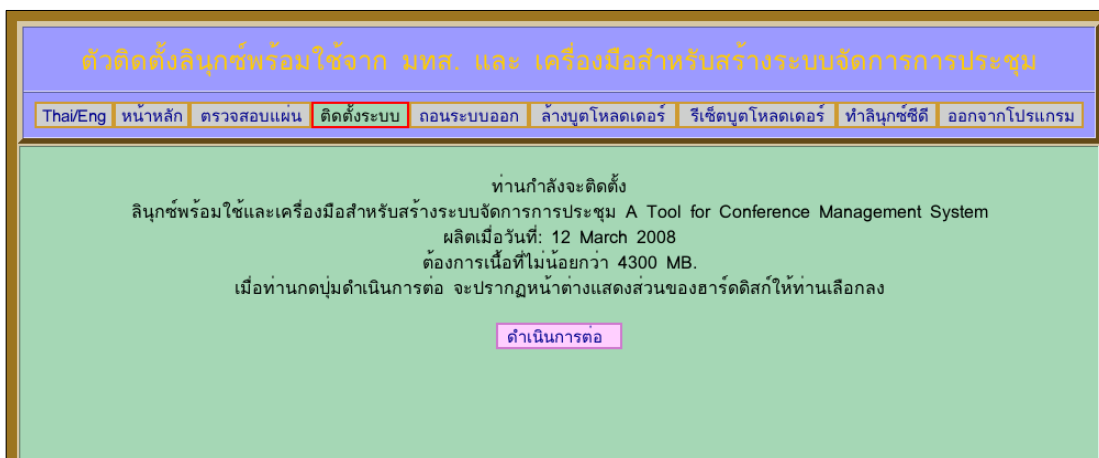 ตัวติดตั้งลินุกซ์พร้อมใช้จาก มทส. และ เครื่องมือสำหรับสร้างระบบจัดการการประชุม
Thai/Eng หน้าหลัก ตรวจสอบแผ่น ติดตั้งระบบ ถอนระบบออก ล้างบูตโหลดเดอร์ รีเซ็ตบูตโหลดเดอร์ ทำลินุกซ์ซีดี ออกจากโปรแกรม
ท่านกำลังจะติดตั้ง
ลินุกซ์พร้อมใช้และเครื่องมือสำหรับสร้างระบบจัดการการประชุม A Tool for Conference Management System
ผลิตเมื่อวันที่: 12 March 2008
ต้องการเนื้อที่ไม่น้อยกว่า 4300 MB.
เมื่อท่านกดปุ่มดำเนินการต่อ จะปรากฏหน้าต่างแสดงส่วนของฮาร์ดดิสก์ให้ท่านเลือกลง
ดำเนินการต่อ